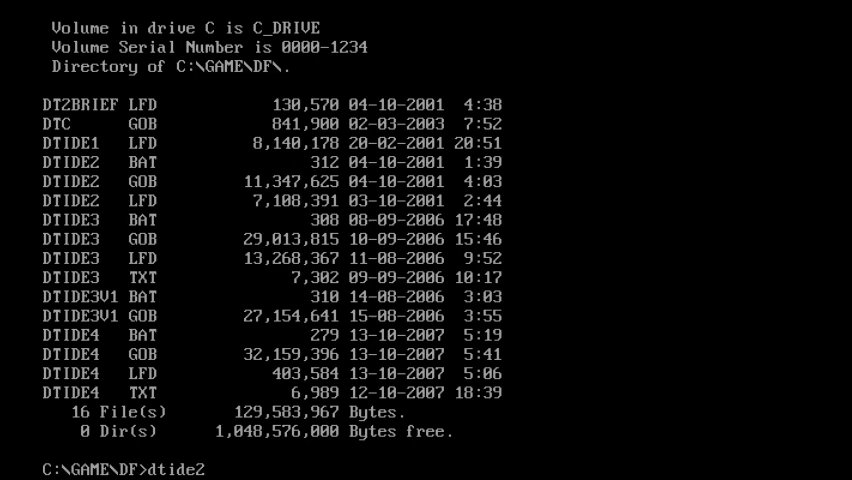 Volume in drive C is C_DRIVE
Volume Serial Number is 0000-1234
Directory of C:\GAME\DF\.
DT2BRIEF LFD 130,570 04-10-2001 4:38
DTC GOB 841,900 02-03-2003 7:52
DTIDE1 LFD 8,140,178 20-02-2001 20:51
DTIDE2 BAT 312 04-10-2001 1:39
DTIDE2 GOB 11,347,625 04-10-2001 4:03
DTIDE2 LFD 7,108,391 03-10-2001 2:44
DTIDE3 BAT 308 08-09-2006 17:48
DTIDE3 GOB 29,013,815 10-09-2006 15:46
DTIDE3 LFD 13,268,367 11-08-2006 9:52
DTIDE3 TXT 7,302 09-09-2006 10:17
DTIDE3V1 BAT 310 14-08-2006 3:03
DTIDE3V1 GOB 27,154,641 15-08-2006 3:55
DTIDE4 BAT 279 13-10-2007 5:19
DTIDE4 GOB 32,159,396 13-10-2007 5:41
DTIDE4 LFD 403,584 13-10-2007 5:06
DTIDE4 TXT 6,989 12-10-2007 18:39
16 File(s) 129,583,967 Bytes.
0 Dir(s) 1,048,576,000 Bytes free.
C:\GAME\DF>dtide2